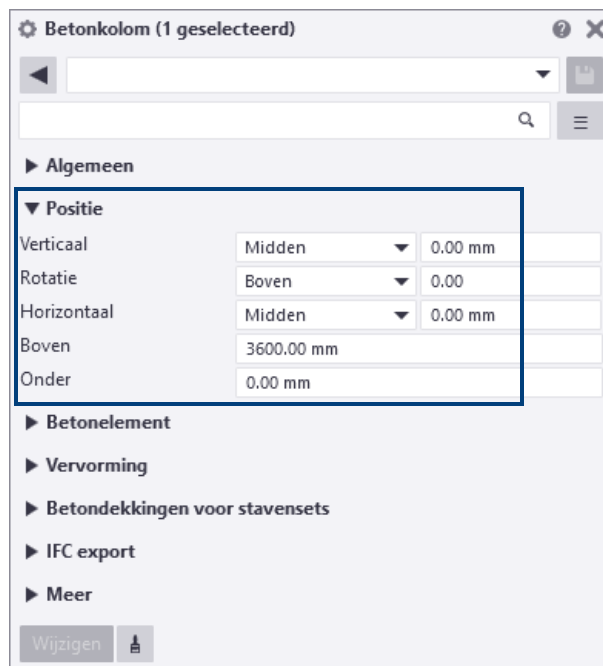 Betonkolom (1 geselecteerd)
Algemeen
Positie
Verticaal Midden 0.00 mm
Rotatie Boven 0.00
Horizontaal Midden 0.00 mm
Boven 3600.00 mm
Onder 0.00 mm
Betonelement
Vervorming
Betondekkingen voor stavensets
IFC export
Meer
Wijzigen